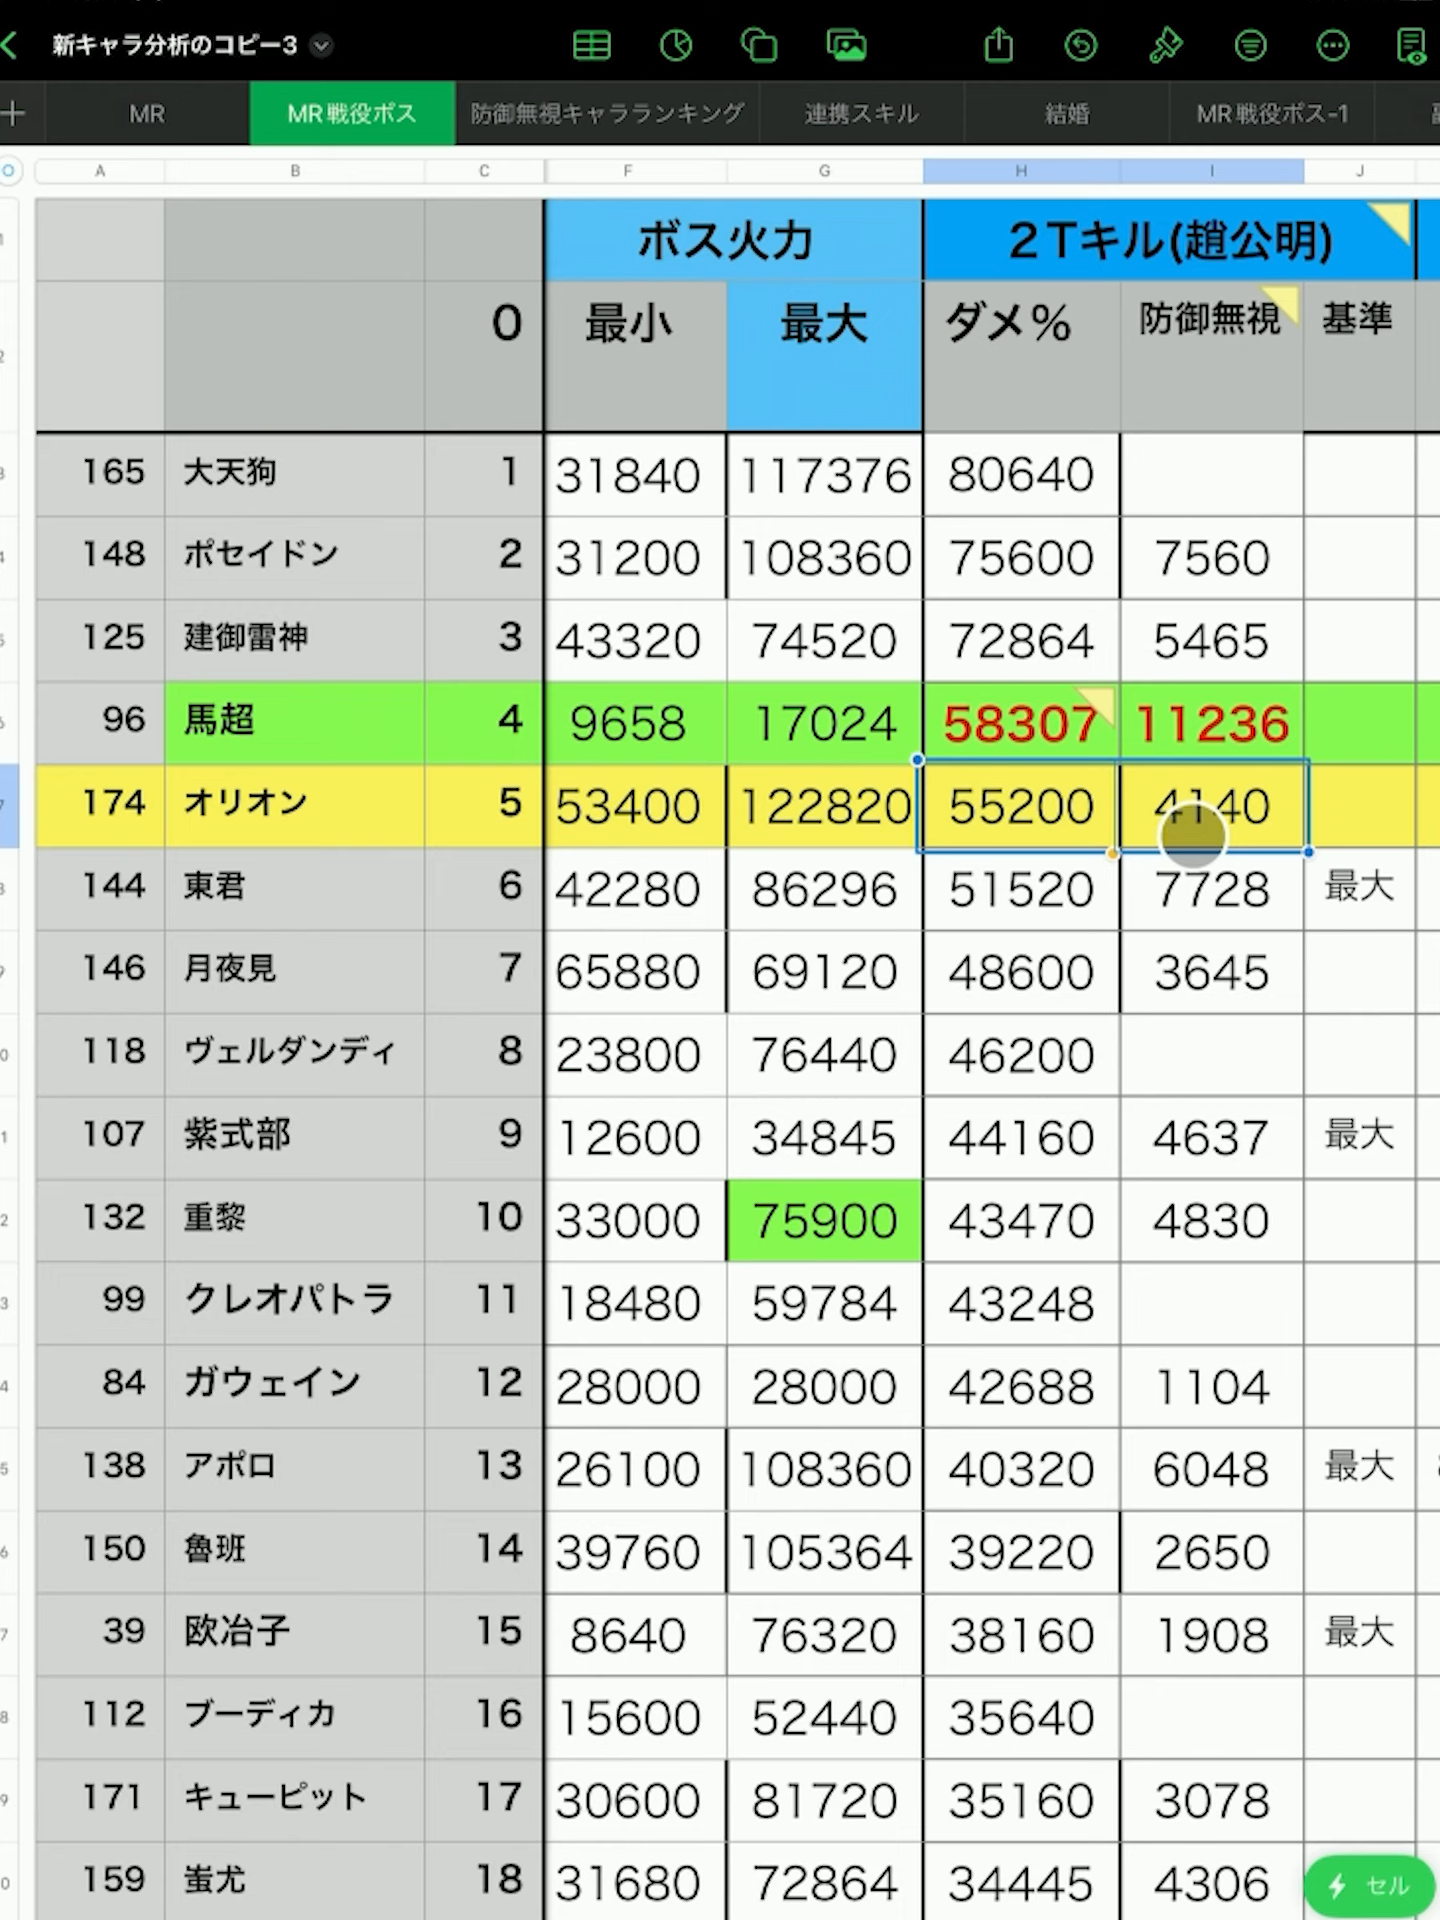 新キャラ分析のコピー3
MR MR戦役ボス 防御無視キャラランキング 連携スキル 結婚 MR戦役ボス-1
A B C F G H I J
ボス火力 2Tキル(趙公明)
0 最小 最大 ダメ% 防御無視 基準
165 大天狗 1 31840 117376 80640
148 ポセイドン 2 31200 108360 75600 7560
125 建御雷神 3 43320 74520 72864 5465
96 馬超 4 9658 17024 58307 11236
174 オリオン 5 53400 122820 55200 4140
144 東君 6 42280 86296 51520 7728 最大
146 月夜見 7 65880 69120 48600 3645
118 ヴェルダンディ 8 23800 76440 46200
107 紫式部 9 12600 34845 44160 4637 最大
132 重黎 10 33000 75900 43470 4830
99 クレオパトラ 11 18480 59784 43248
84 ガウェイン 12 28000 28000 42688 1104
138 アポロ 13 26100 108360 40320 6048 最大
150 魯班 14 39760 105364 39220 2650
39 欧冶子 15 8640 76320 38160 1908 最大
112 ブーディカ 16 15600 52440 35640
171 キューピット 17 30600 81720 35160 3078
159 蚩尤 18 31680 72864 34445 4306
セル